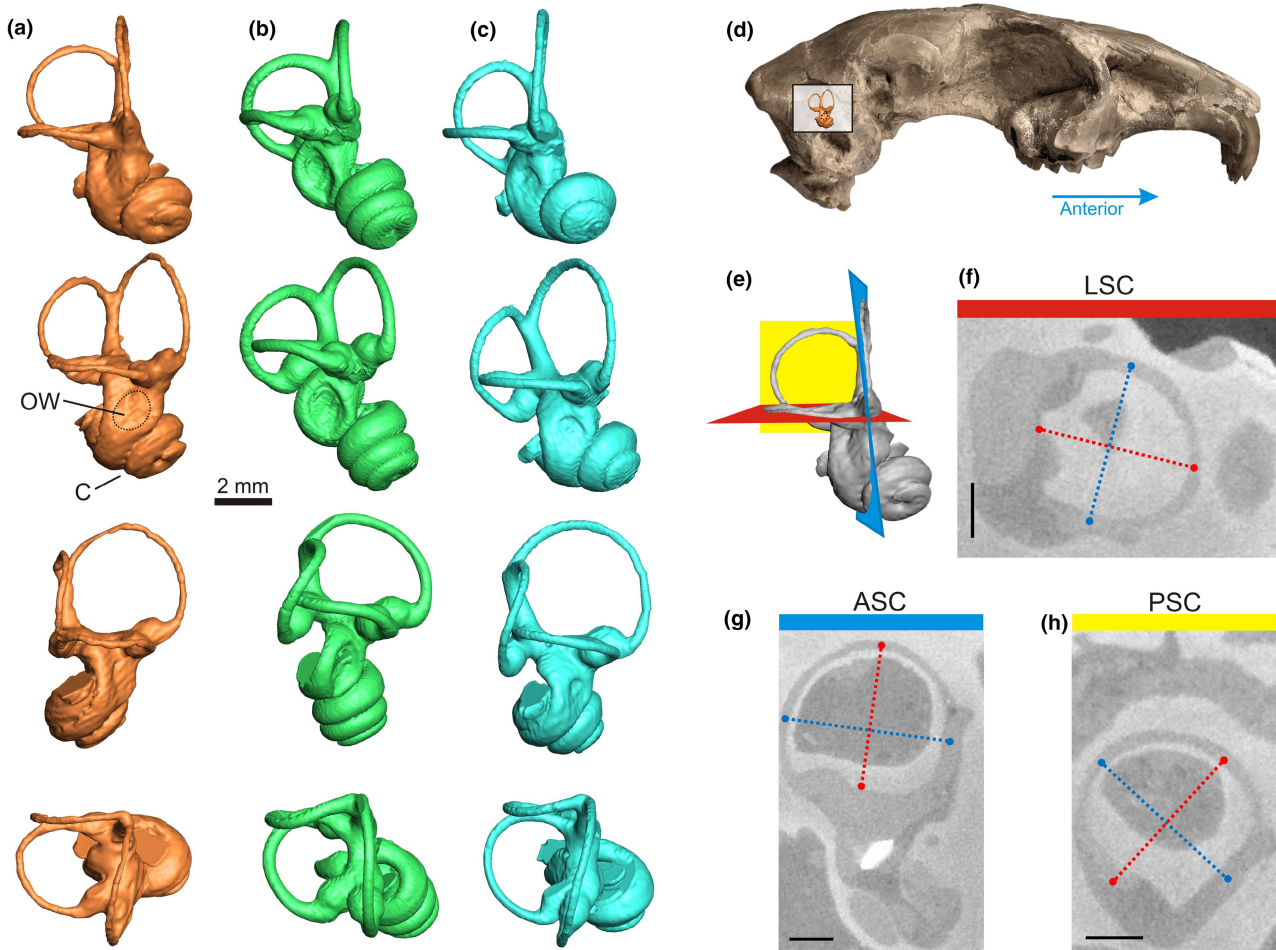 (a)
(b)
(c)
(d)
Anterior
OW
C
2 mm
(e)
(f)
LSC
(g)
ASC
(h)
PSC